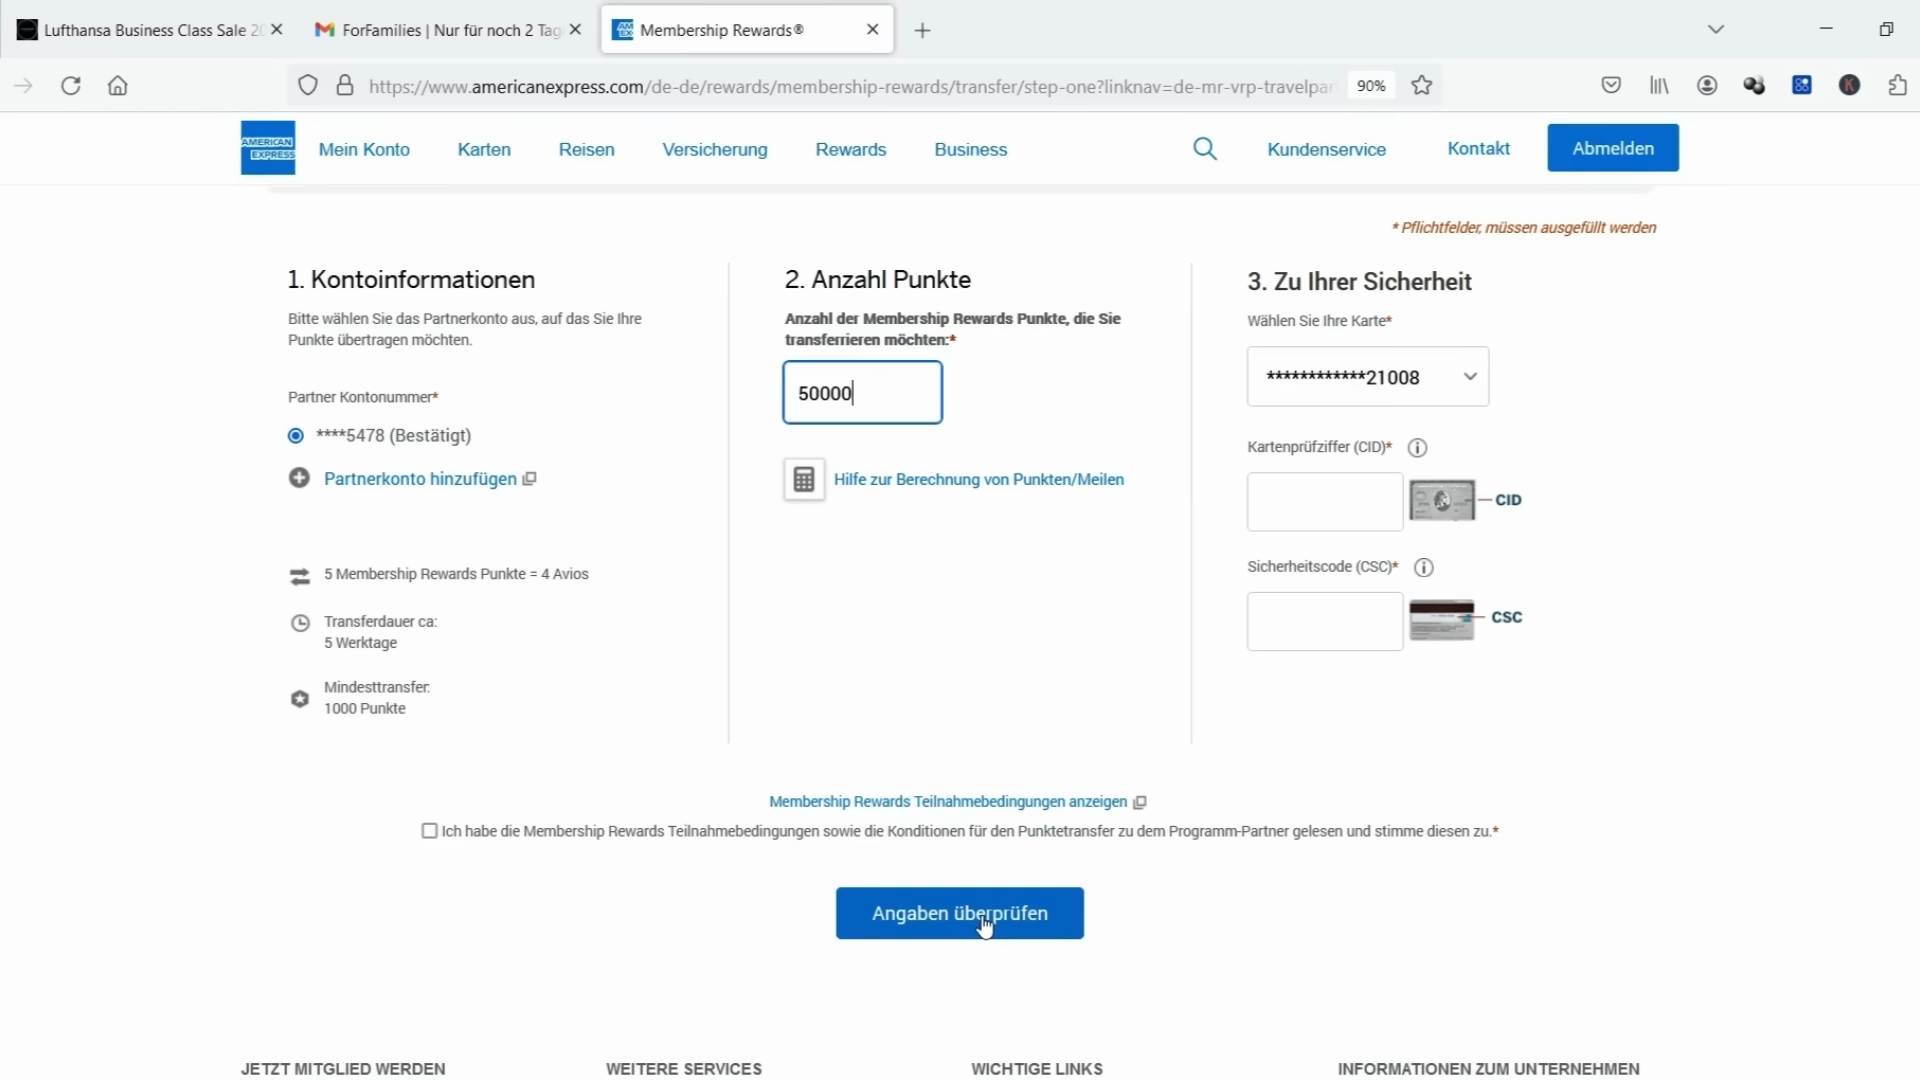 Lufthansa Business Class Sale 20
ForFamilies | Nur für noch 2 Tag
Membership Rewards®
https://www.americanexpress.com/de-de/rewards/membership-rewards/transfer/step-one?linknav=de-mr-vrp-travelpar
90%
K
AMERICAN
EXPRESS
Mein Konto
Karten
Reisen
Versicherung
Rewards
Business
Kundenservice
Kontakt
Abmelden
* Pflichtfelder, müssen ausgefüllt werden
1. Kontoinformationen
Bitte wählen Sie das Partnerkonto aus, auf das Sie Ihre
Punkte übertragen möchten.
Partner Kontonummer*
****5478 (Bestätigt)
Partnerkonto hinzufügen
5 Membership Rewards Punkte = 4 Avios
Transferdauer ca:
5 Werktage
Mindesttransfer:
1000 Punkte
2. Anzahl Punkte
Anzahl der Membership Rewards Punkte, die Sie
transferrieren möchten:*
50000
Hilfe zur Berechnung von Punkten/Meilen
3. Zu Ihrer Sicherheit
Wählen Sie Ihre Karte*
************21008
Kartenprüfziffer (CID)*
CID
Sicherheitscode (CSC)*
CSC
Membership Rewards Teilnahmebedingungen anzeigen
Ich habe die Membership Rewards Teilnahmebedingungen sowie die Konditionen für den Punktetransfer zu dem Programm-Partner gelesen und stimme diesen zu.*
Angaben überprüfen
JETZT MITGLIED WERDEN
WEITERE SERVICES
WICHTIGE LINKS
INFORMATIONEN ZUM UNTERNEHMEN